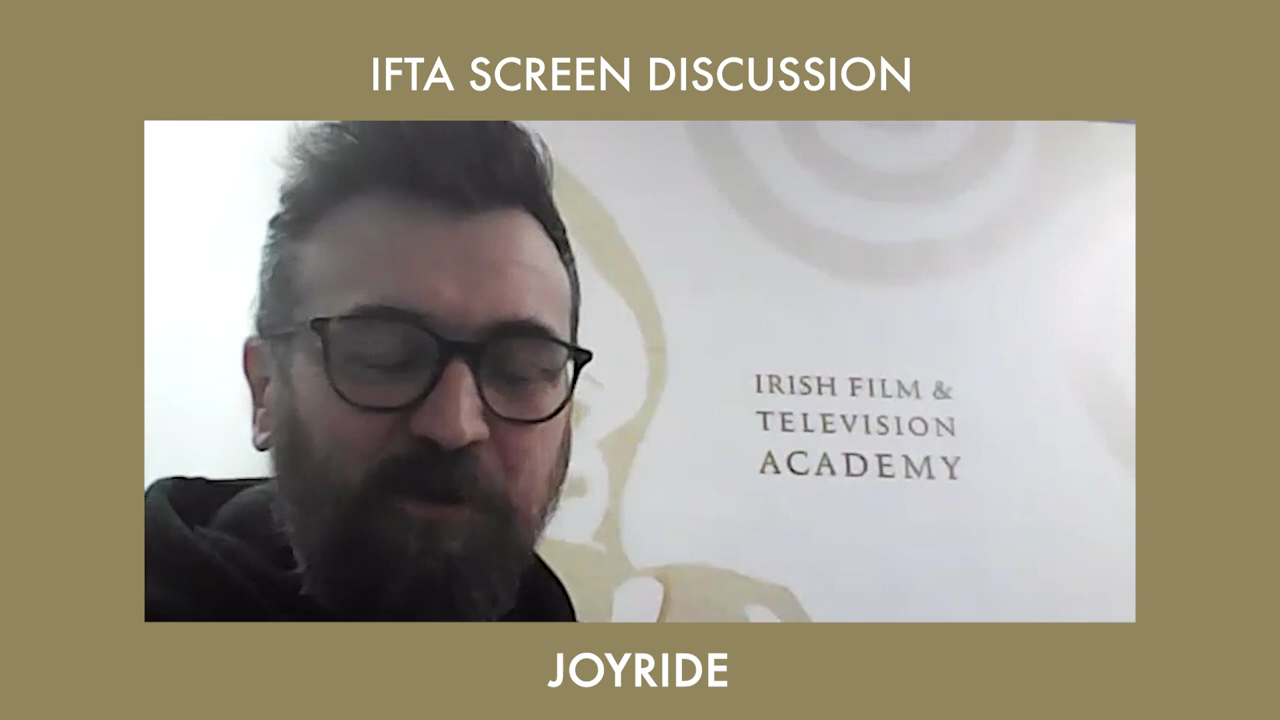 IFTA SCREEN DISCUSSION
IRISH FILM &
TELEVISION
ACADEMY
JOYRIDE